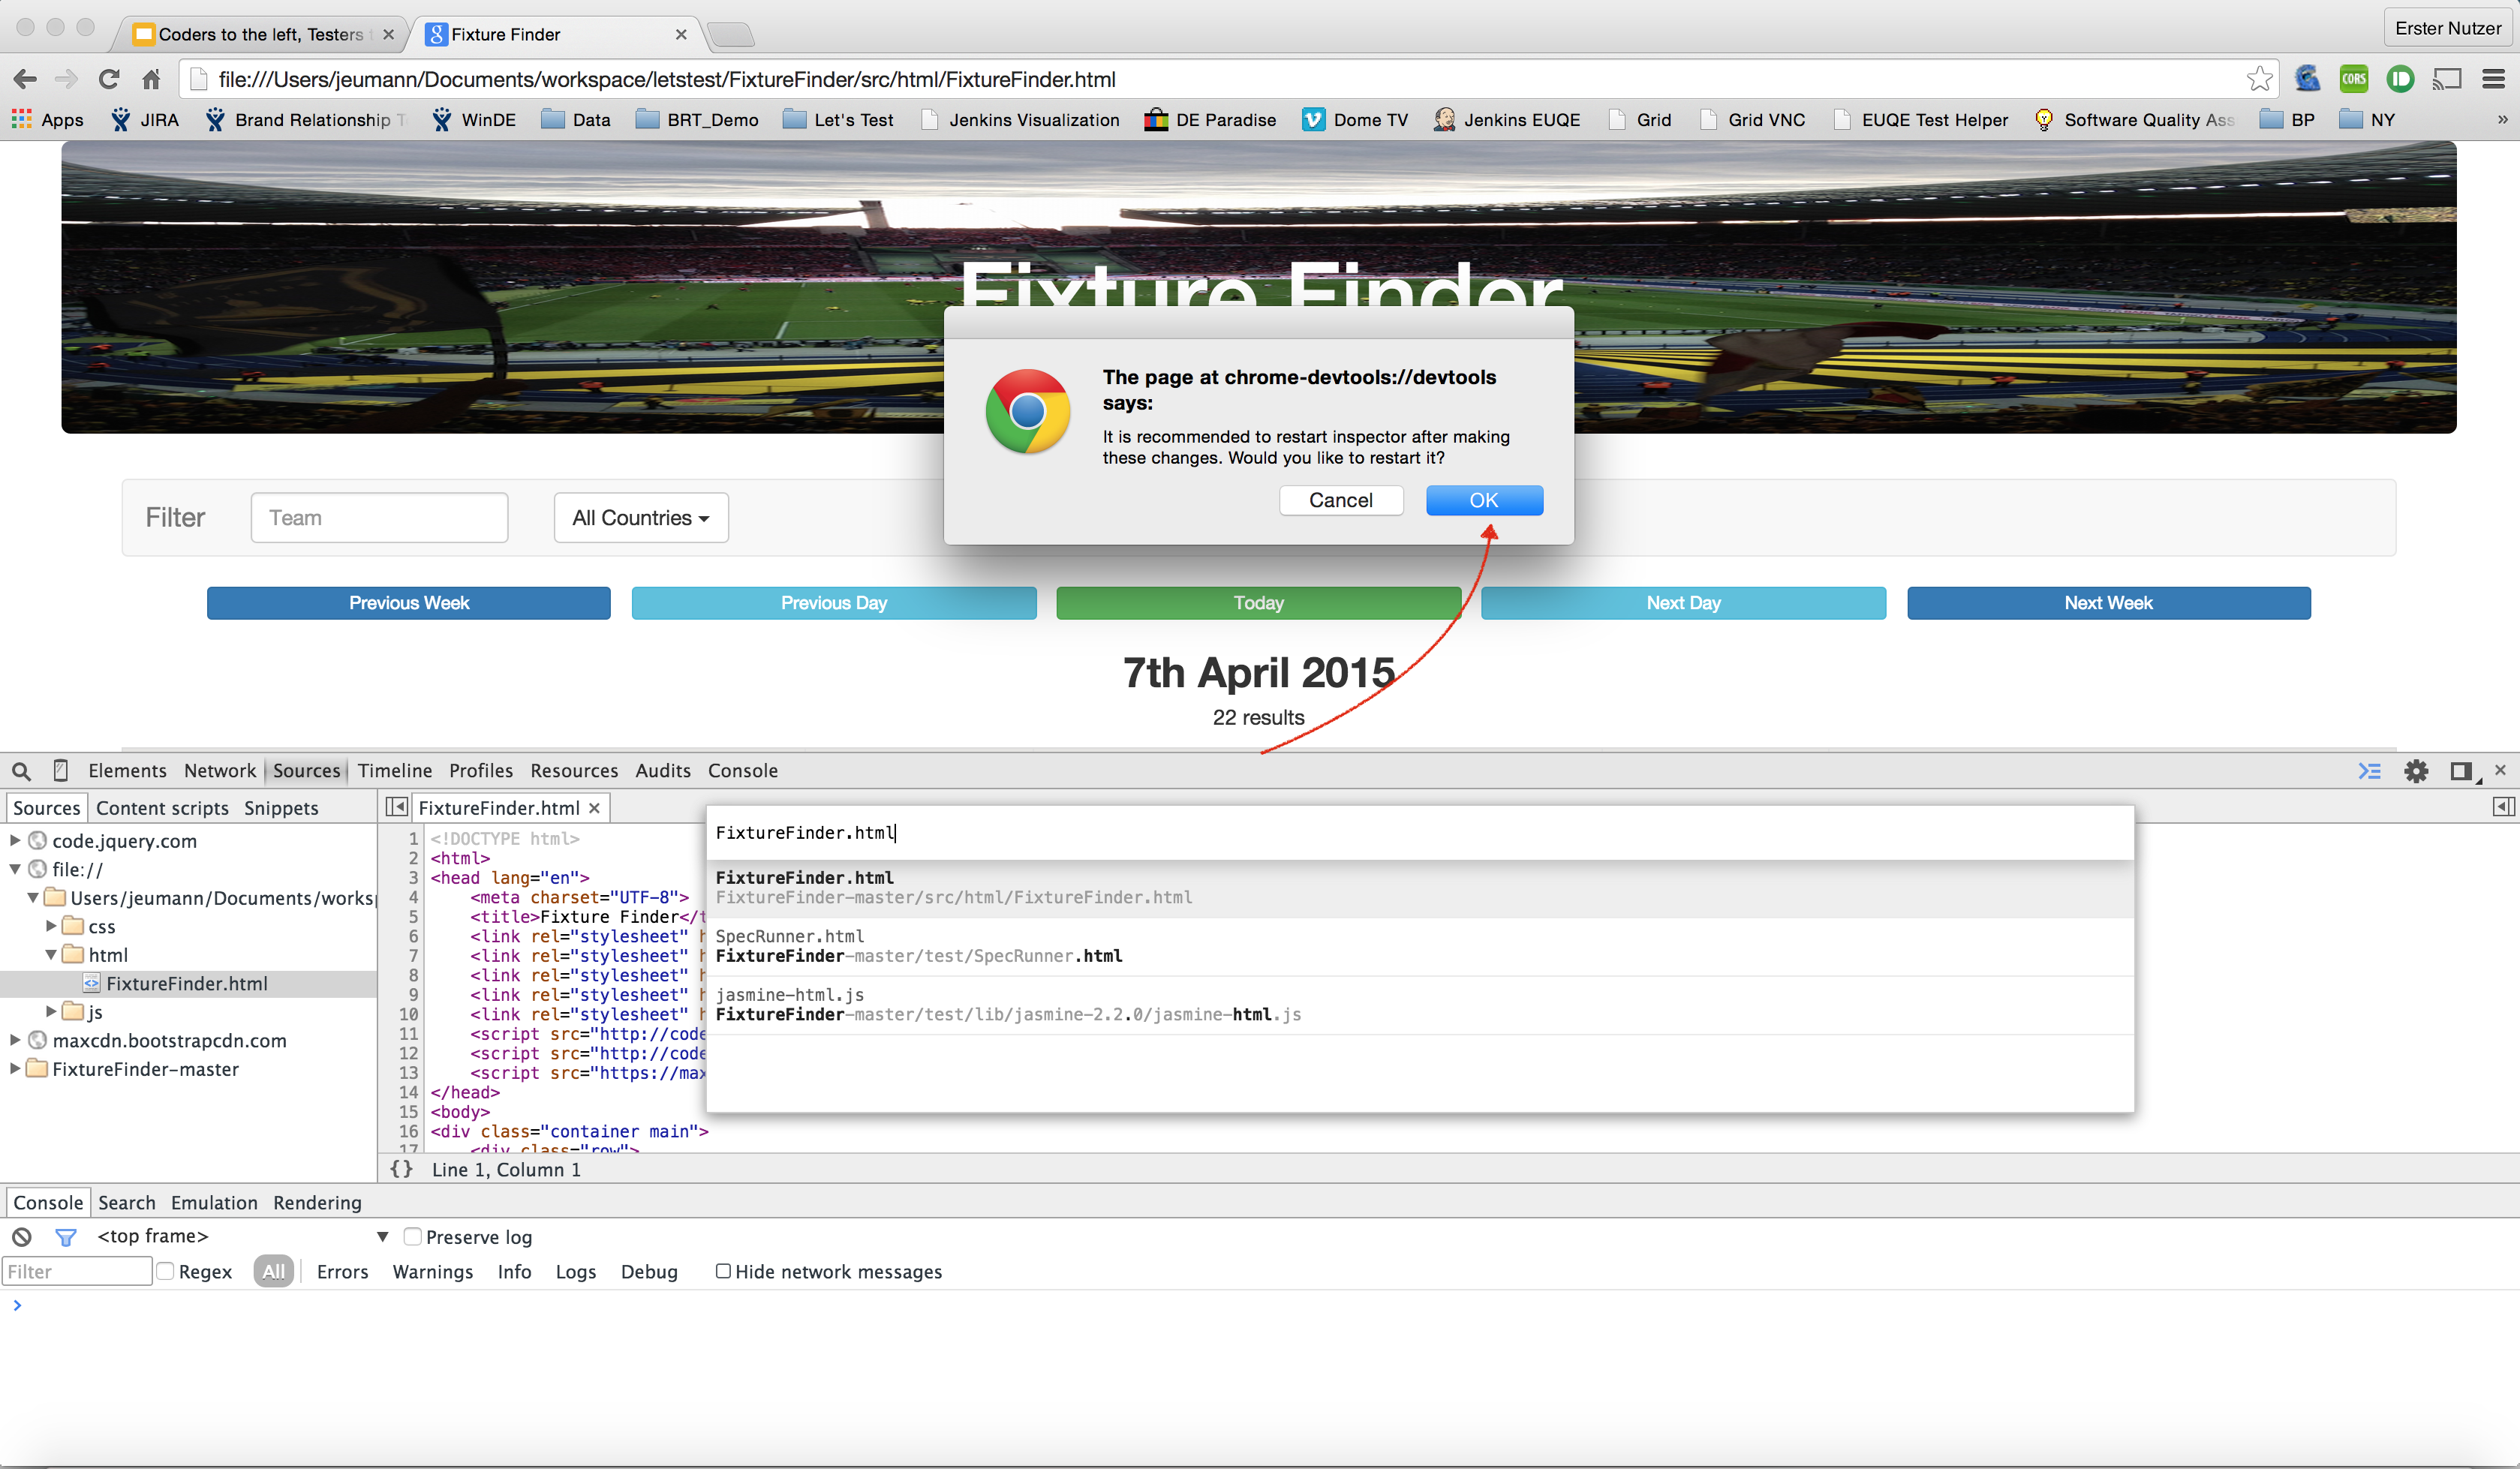 Coders to the left, Testers
Fixture Finder
Erster Nutzer
file:///Users/jeumann/Documents/workspace/letstest/FixtureFinder/src/html/FixtureFinder.html
CORS
Apps JIRA Brand Relationship WinDE Data BRT_Demo Let's Test Jenkins Visualization DE Paradise Dome TV Jenkins EUQE Grid Grid VNC EUQE Test Helper Software Quality Ass BP NY »
Fixture Finder
The page at chrome-devtools://devtools
says:
It is recommended to restart inspector after making
these changes. Would you like to restart it?
Cancel OK
Filter Team All Countries
Previous Week Previous Day Today Next Day Next Week
7th April 2015
22 results
Elements Network Sources Timeline Profiles Resources Audits Console
Sources Content scripts Snippets
FixtureFinder.html
code.jquery.com
file://
Users/jeumann/Documents/works
css
html
FixtureFinder.html
js
maxcdn.bootstrapcdn.com
FixtureFinder-master
1 <!DOCTYPE html>
2 <html>
3 <head lang="en">
4 <meta charset="UTF-8">
5 <title>Fixture Finder</t
6 <link rel="stylesheet" h
7 <link rel="stylesheet" h
8 <link rel="stylesheet" h
9 <link rel="stylesheet" h
10 <link rel="stylesheet" h
11 <script src="http://code
12 <script src="http://code
13 <script src="https://max
14 </head>
15 <body>
16 <div class="container main">
17 <div class="row">
FixtureFinder.html
FixtureFinder.html
FixtureFinder-master/src/html/FixtureFinder.html
SpecRunner.html
FixtureFinder-master/test/SpecRunner.html
jasmine-html.js
FixtureFinder-master/test/lib/jasmine-2.2.0/jasmine-html.js
{} Line 1, Column 1
Console Search Emulation Rendering
<top frame> Preserve log
Filter Regex All Errors Warnings Info Logs Debug Hide network messages